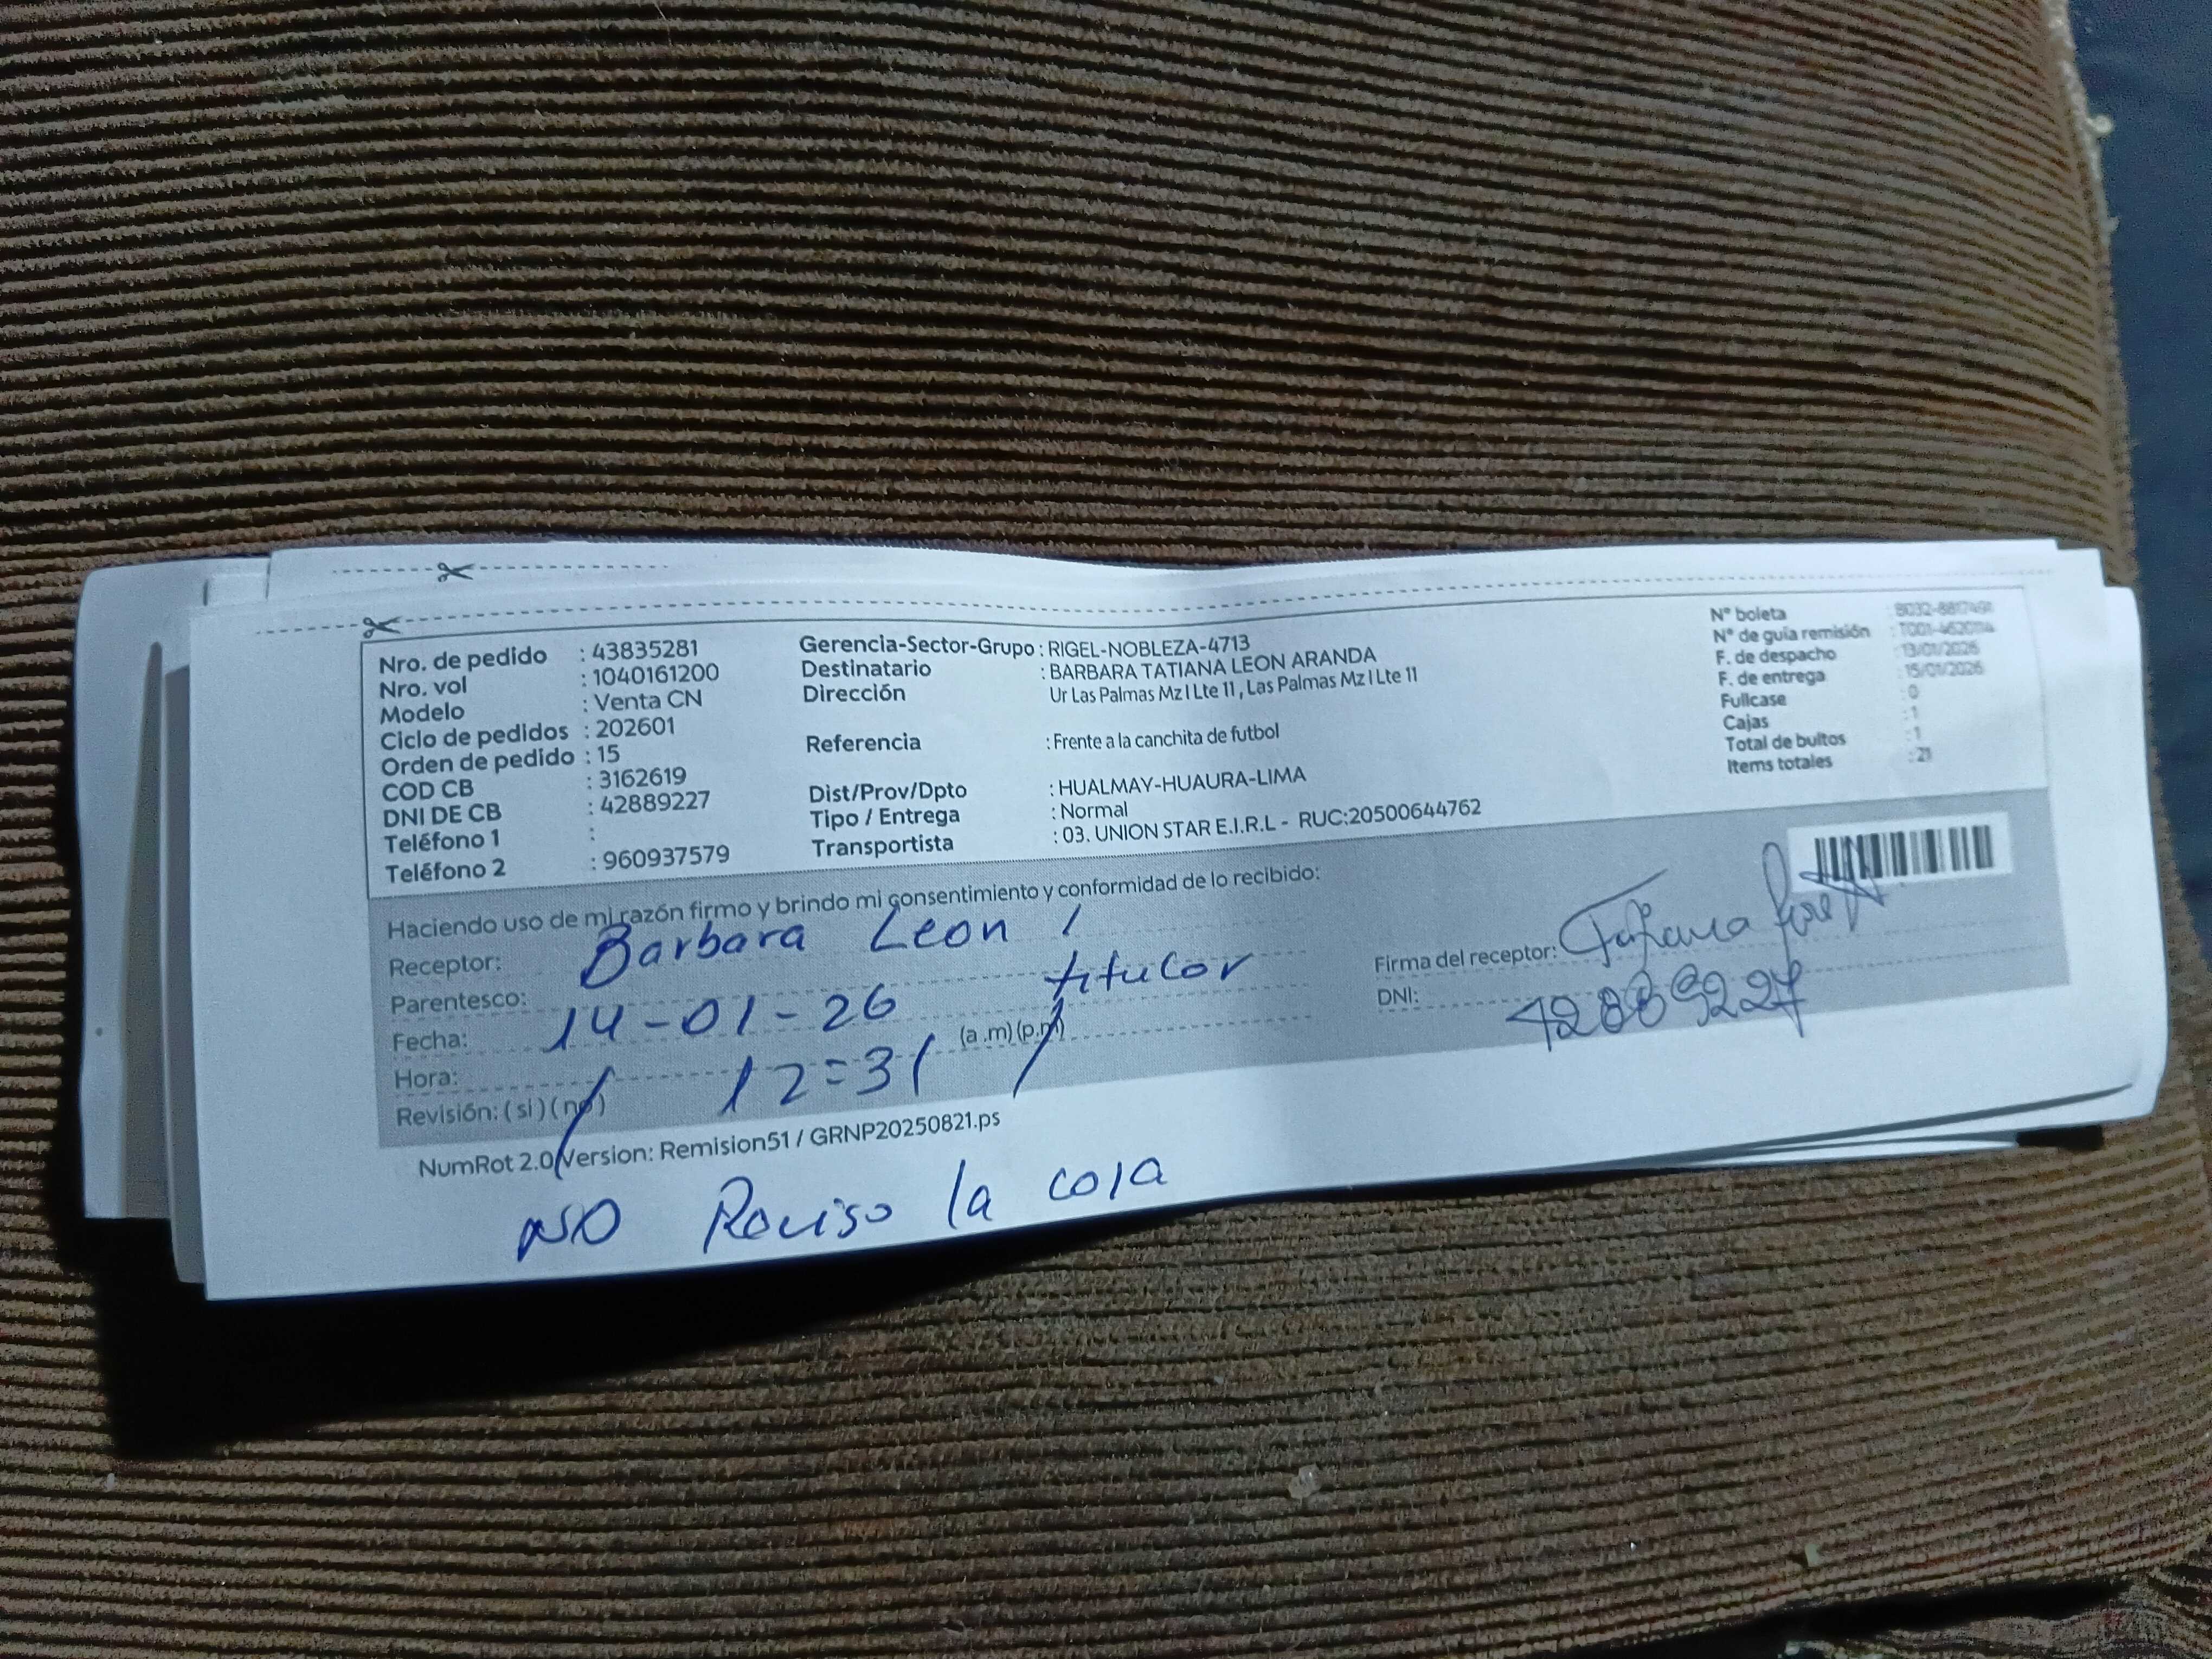 Nro. de pedido : 43835281
Nro. vol : 1040161200
Modelo : Venta CN
Ciclo de pedidos : 202601
Orden de pedido : 15
COD CB : 3162619
DNI DE CB : 42889227
Teléfono 1 :
Teléfono 2 : 960937579
Gerencia-Sector-Grupo : RIGEL-NOBLEZA-4713
Destinatario : BARBARA TATIANA LEON ARANDA
Dirección Ur Las Palmas Mz I Lte 11 , Las Palmas Mz I Lte 11
Referencia : Frente a la canchita de futbol
Dist/Prov/Dpto : HUALMAY-HUAURA-LIMA
Tipo / Entrega : Normal
Transportista : 03. UNION STAR E.I.R.L - RUC:20500644762
N° boleta
N° de guía remisión
F. de despacho : 13/01/2026
F. de entrega : 15/01/2026
Fullcase : 0
Cajas : 1
Total de bultos : 1
Items totales : 21
Haciendo uso de mi razón firmo y brindo mi consentimiento y conformidad de lo recibido:
Receptor: Barbara Leon /
Parentesco: titular
Fecha: 14-01-26
Hora: 12=31 (a .m) (p.m)
Revisión: ( si ) ( no )
Firma del receptor: Tatiana
DNI: 42889227
NumRot 2.0/Version: Remision51 / GRNP20250821.ps
NO Reviso la caja